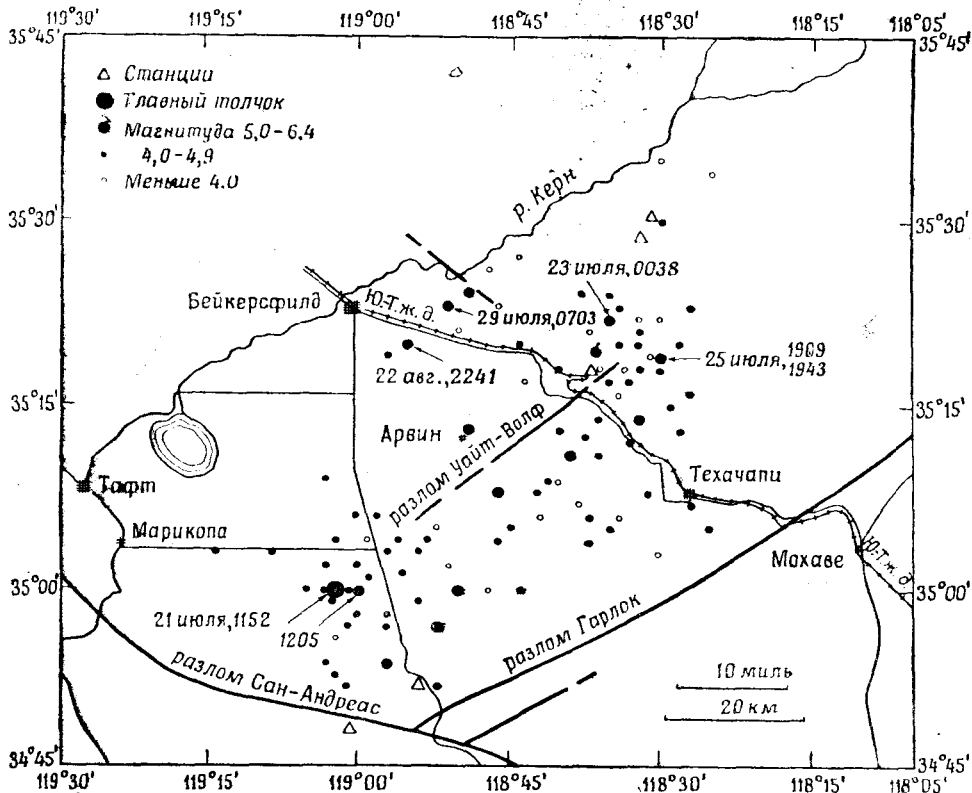 119°30' 119°15' 119°00' 118°45' 118°30' 118°15' 118°05'
35°45' 35°45'
Станции
Главный толчок
Магнитуда 5,0-6,4
4,0-4,9
Меньше 4.0
р. Керн
35°30' 35°30'
23 июля, 0038
Бейкерсфилд
Ю-Т.ж.д.
29 июля, 0703
22 авг., 2241
25 июля, 1909
1943
35°15' 35°15'
Арвин
разлом Уайт-Волф
Тафт
Техачапи
Марикопа
Мохаве
Ю-Т.ж.д.
35°00' 35°00'
21 июля, 1152
1205
разлом Гарлок
разлом Сан-Андреас
10 миль
20 км
34°45' 34°45'
119°30' 119°15' 119°00' 118°45' 118°30' 118°15' 118°05'